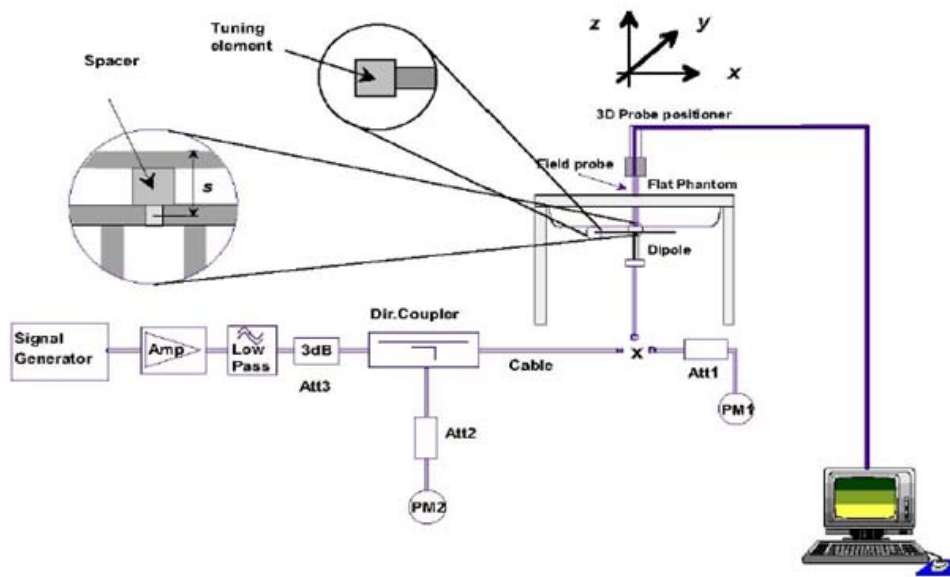 Tuning
element
z
y
x
Spacer
3D Probe positioner
s
Field probe
Flat Phantom
Dipole
Dir.Coupler
Signal
Generator
Amp
Low
Pass
3dB
Att3
Cable
x
Att1
PM1
Att2
PM2